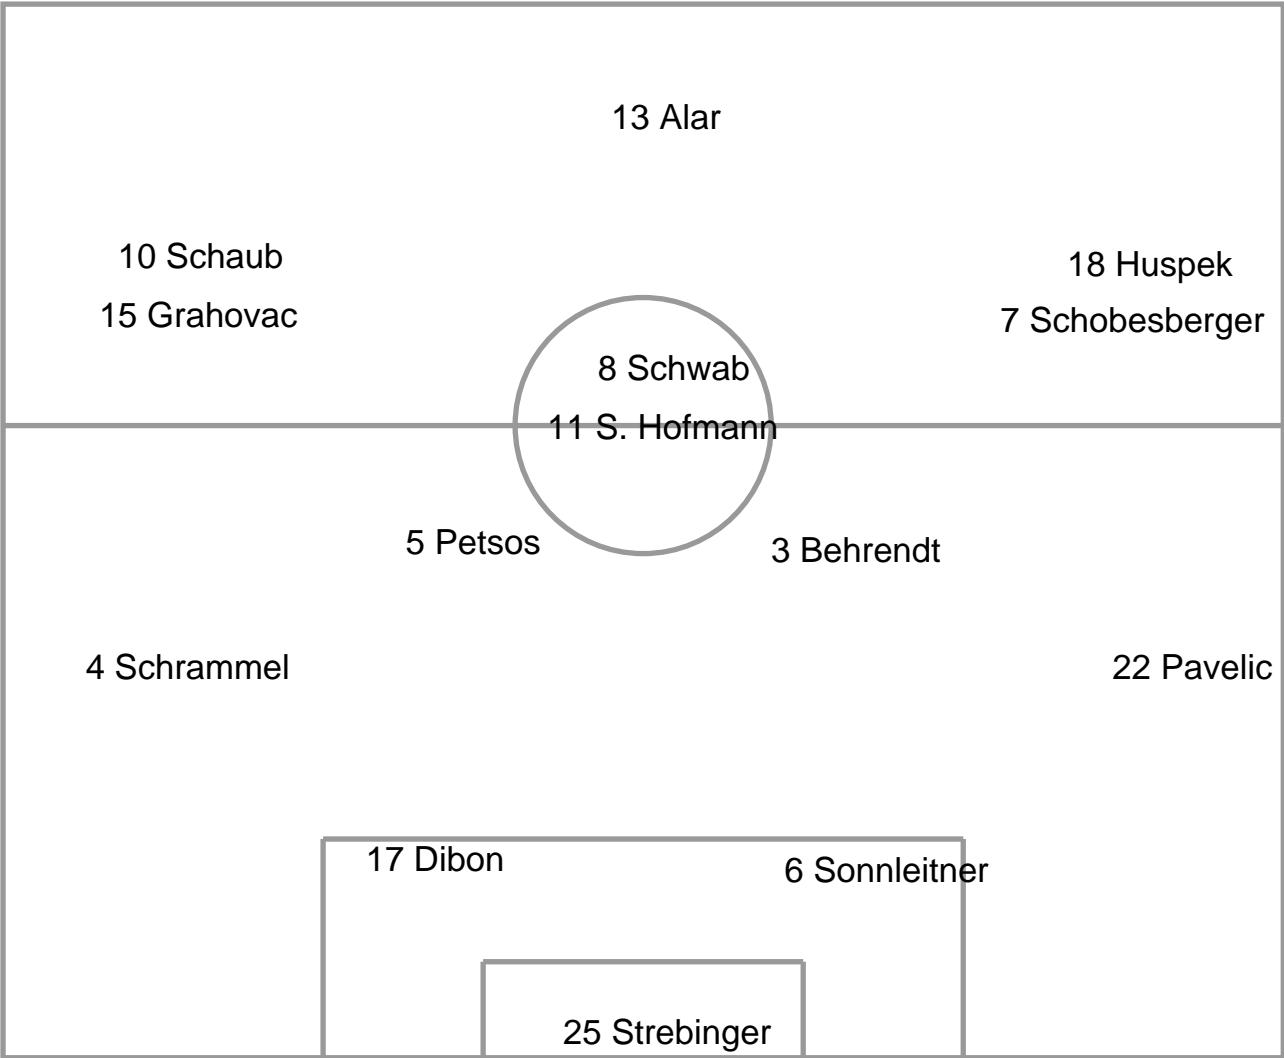 13 Alar
10 Schaub
18 Huspek
15 Grahovac
7 Schobesberger
8 Schwab
11 S. Hofmann
5 Petsos
3 Behrendt
4 Schrammel
22 Pavelic
17 Dibon
6 Sonnleitner
25 Strebinger